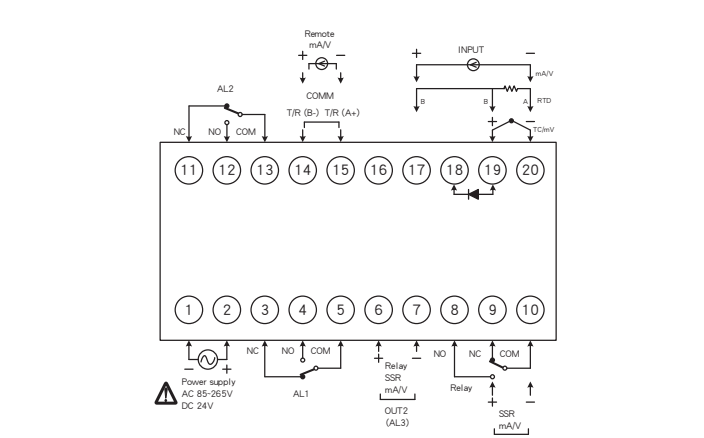 Remote
mA/V
+ −
COMM
T/R (B-) T/R (A+)
+ INPUT −
mA/V
B B A RTD
+ −
TC/mV
AL2
NC NO COM
11 12 13 14 15 16 17 18 19 20
1 2 3 4 5 6 7 8 9 10
− +
Power supply
AC 85-265V
DC 24V
NC NO COM
AL1
+ −
Relay
SSR
mA/V
OUT2
(AL3)
NO NC COM
Relay
+ −
SSR
mA/V